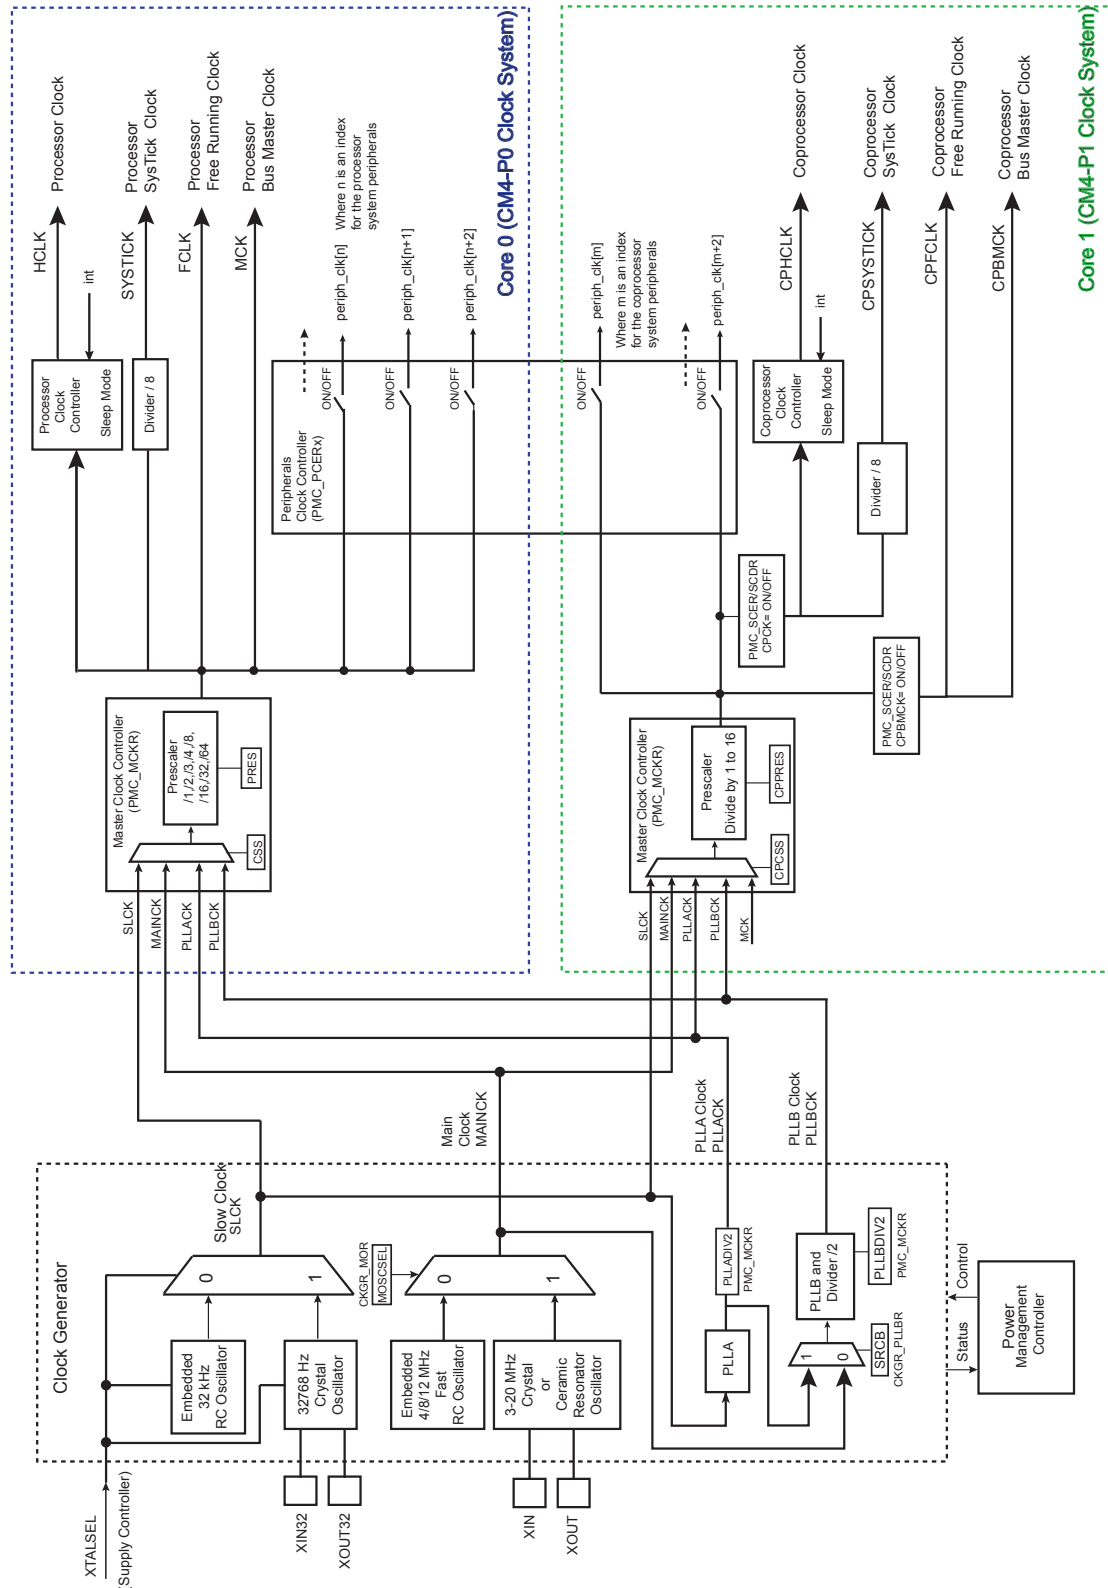 XTALSEL
(Supply Controller)
XIN32
XOUT32
XIN
XOUT
Clock Generator
Embedded
32 kHz
RC Oscillator
32768 Hz
Crystal
Oscillator
Embedded
4/8/12 MHz
Fast
RC Oscillator
3-20 MHz
Crystal
or
Ceramic
Resonator
Oscillator
0
1
CKGR_MOR
MOSCSEL
0
1
Slow Clock
SLCK
Main
Clock
MAINCK
PLLA
PLLADIV2
PMC_MCKR
PLLA Clock
PLLACK
1
0
SRCB
CKGR_PLLBR
PLLB and
Divider /2
PLLBDIV2
PMC_MCKR
PLLB Clock
PLLBCK
Status
Control
Power
Management
Controller
SLCK
MAINCK
PLLACK
PLLBCK
Master Clock Controller
(PMC_MCKR)
CSS
Prescaler
/1,/2,/3,/4,/8,
/16,/32,/64
PRES
Processor
Clock
Controller
Sleep Mode
Divider / 8
int
HCLK
Processor Clock
SYSTICK
Processor
SysTick Clock
FCLK
Processor
Free Running Clock
MCK
Processor
Bus Master Clock
Peripherals
Clock Controller
(PMC_PCERx)
ON/OFF
ON/OFF
ON/OFF
periph_clk[n]
Where n is an index
for the processor
system peripherals
periph_clk[n+1]
periph_clk[n+2]
Core 0 (CM4-P0 Clock System)
SLCK
MAINCK
PLLACK
PLLBCK
MCK
Master Clock Controller
(PMC_MCKR)
CPCSS
Prescaler
Divide by 1 to 16
CPPRES
ON/OFF
ON/OFF
periph_clk[m]
Where m is an index
for the coprocessor
system peripherals
periph_clk[m+2]
PMC_SCER/SCDR
CPCK= ON/OFF
PMC_SCER/SCDR
CPBMCK= ON/OFF
Coprocessor
Clock
Controller
Sleep Mode
Divider / 8
int
CPHCLK
Coprocessor Clock
CPSYSTICK
Coprocessor
SysTick Clock
CPFCLK
Coprocessor
Free Running Clock
CPBMCK
Coprocessor
Bus Master Clock
Core 1 (CM4-P1 Clock System)